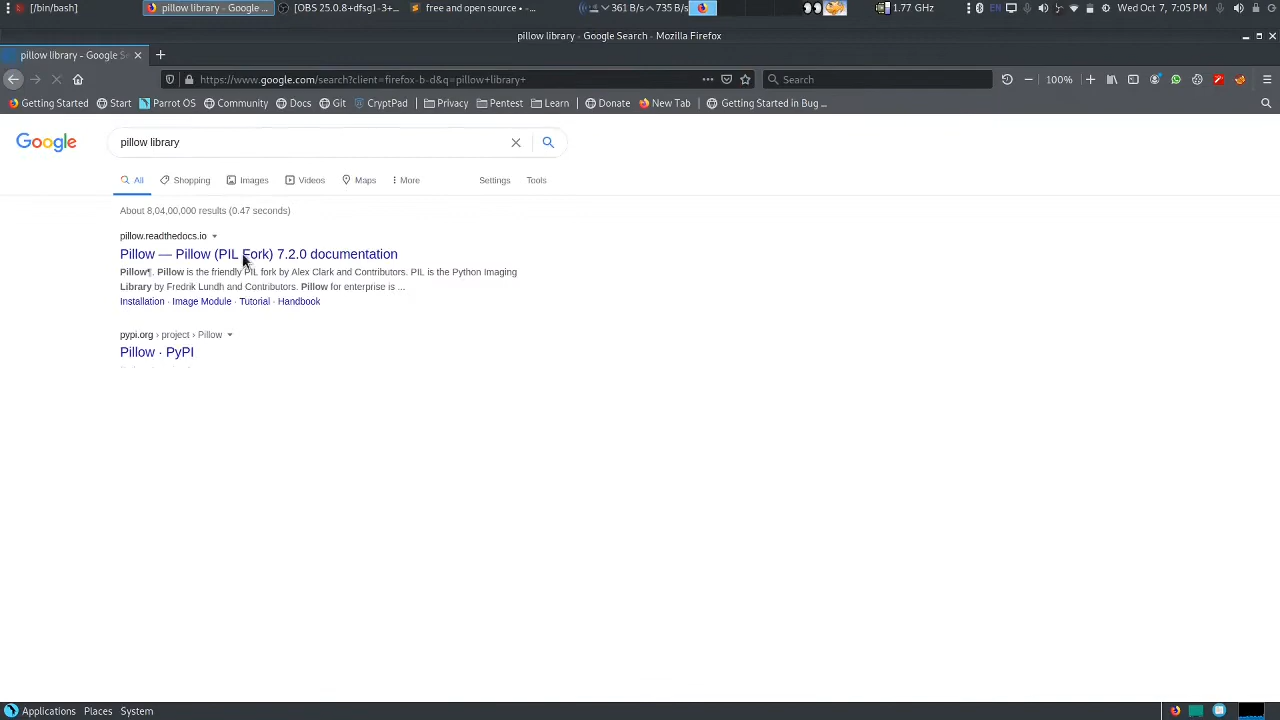 [/bin/bash]
pillow library - Google ...
[OBS 25.0.8+dfsg1-3+...
free and open source • -...
361 B/s
735 B/s
EN
1.77 GHz
Wed Oct 7, 7:05 PM
pillow library - Google Search - Mozilla Firefox
pillow library - Google Se
https://www.google.com/search?client=firefox-b-d&q=pillow+library+
Search
100%
Getting Started
Start
Parrot OS
Community
Docs
Git
CryptPad
Privacy
Pentest
Learn
Donate
New Tab
Getting Started in Bug ...
Google
pillow library
All
Shopping
Images
Videos
Maps
More
Settings
Tools
About 8,04,00,000 results (0.47 seconds)
pillow.readthedocs.io
Pillow — Pillow (PIL Fork) 7.2.0 documentation
Pillow¶. Pillow is the friendly PIL fork by Alex Clark and Contributors. PIL is the Python Imaging
Library by Fredrik Lundh and Contributors. Pillow for enterprise is ...
Installation · Image Module · Tutorial · Handbook
pypi.org › project › Pillow
Pillow · PyPI
Applications
Places
System